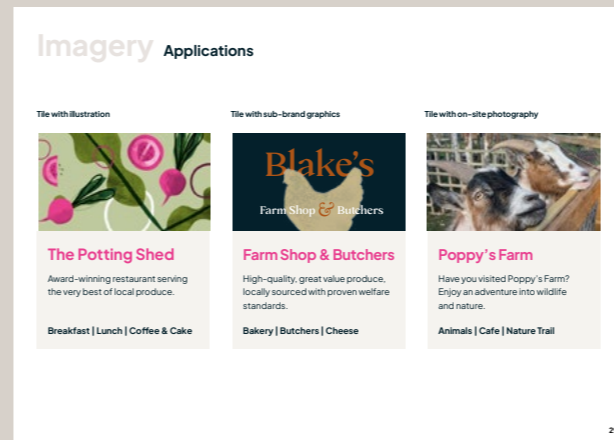 Imagery Applications
Tile with illustration
Tile with sub-brand graphics
Tile with on-site photography
Blake's
Farm Shop & Butchers
The Potting Shed
Award-winning restaurant serving
the very best of local produce.
Breakfast | Lunch | Coffee & Cake
Farm Shop & Butchers
High-quality, great value produce,
locally sourced with proven welfare
standards.
Bakery | Butchers | Cheese
Poppy's Farm
Have you visited Poppy's Farm?
Enjoy an adventure into wildlife
and nature.
Animals | Cafe | Nature Trail